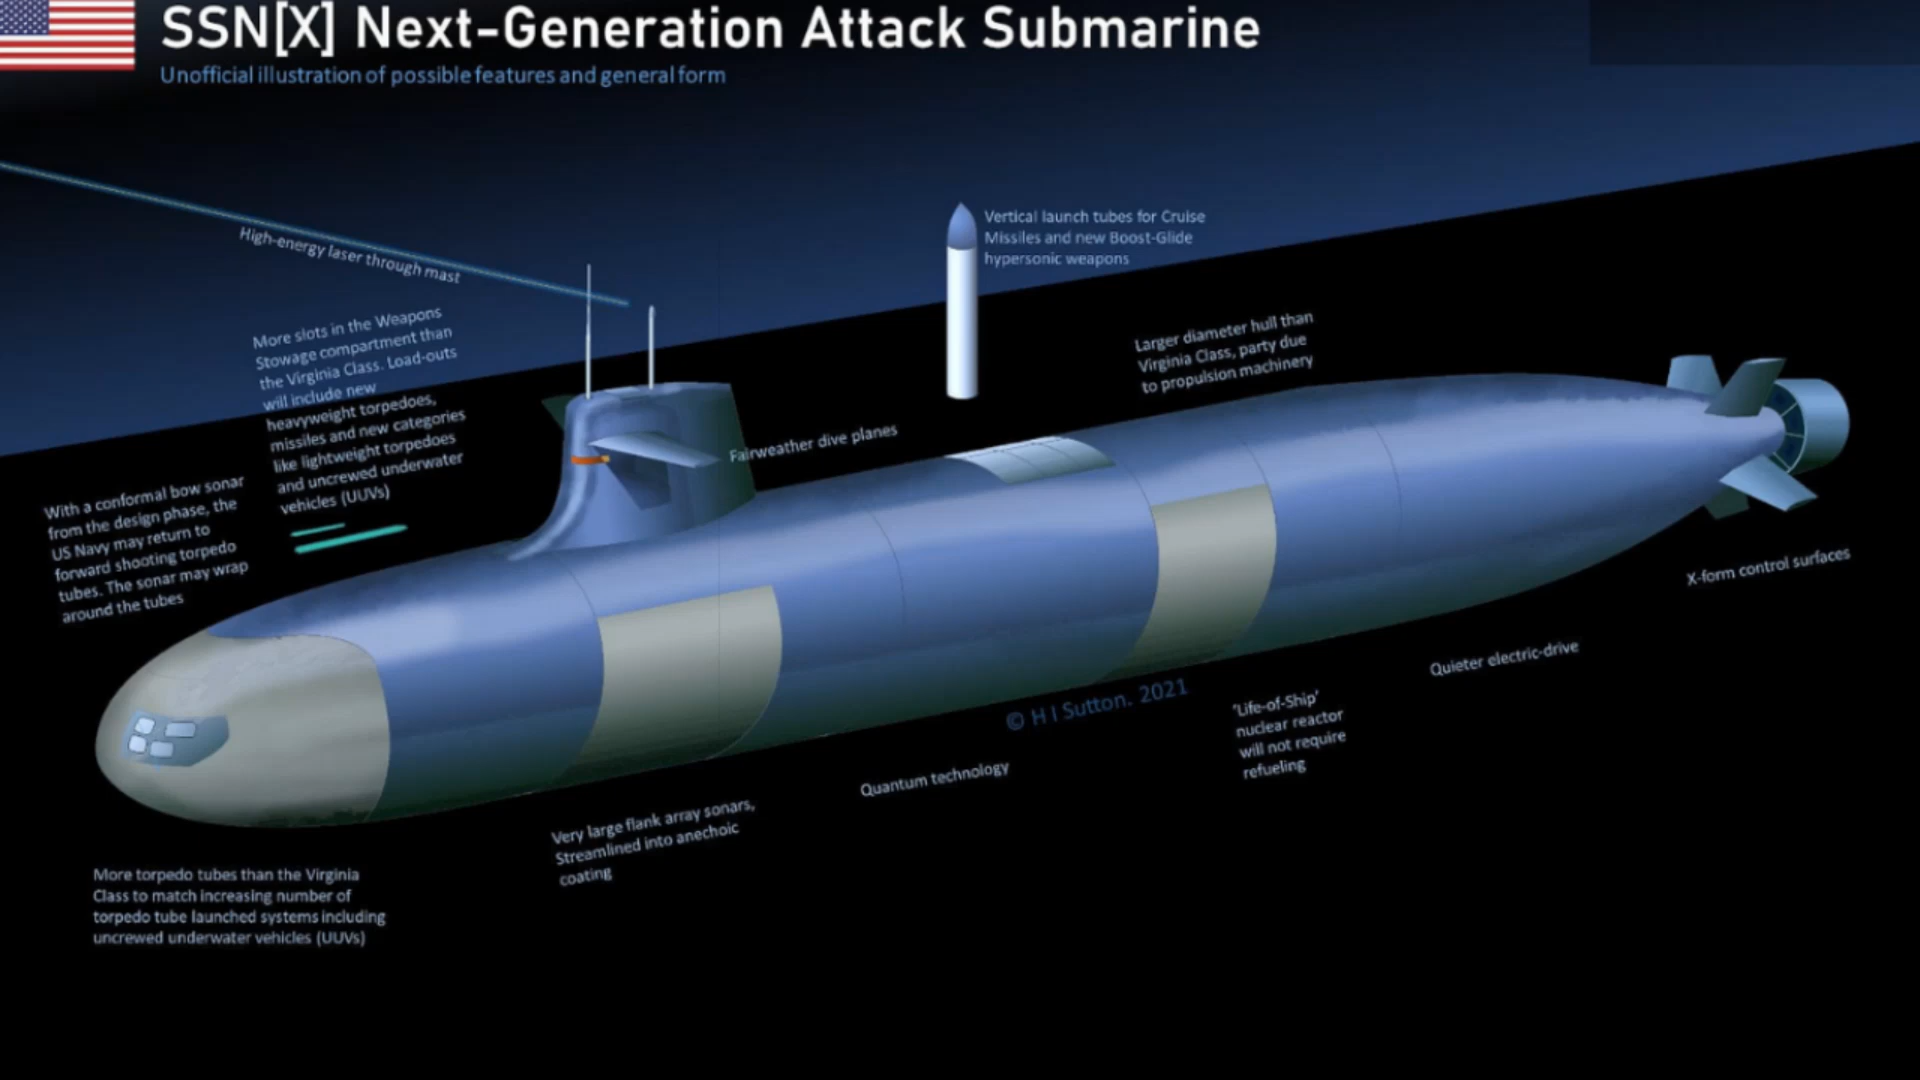 SSN[X] Next-Generation Attack Submarine
Unofficial illustration of possible features and general form
High-energy laser through mast
Vertical launch tubes for Cruise
Missiles and new Boost-Glide
hypersonic weapons
More slots in the Weapons
Stowage compartment than
the Virginia Class. Load-outs
will include new
heavyweight torpedoes,
missiles and new categories
like lightweight torpedoes
and uncrewed underwater
vehicles (UUVs)
Larger diameter hull than
Virginia Class, party due
to propulsion machinery
Fairweather dive planes
With a conformal bow sonar
from the design phase, the
US Navy may return to
forward shooting torpedo
tubes. The sonar may wrap
around the tubes
X-form control surfaces
Quieter electric-drive
© H I Sutton. 2021
'Life-of-Ship'
nuclear reactor
will not require
refueling
Quantum technology
Very large flank array sonars,
Streamlined into anechoic
coating
More torpedo tubes than the Virginia
Class to match increasing number of
torpedo tube launched systems including
uncrewed underwater vehicles (UUVs)